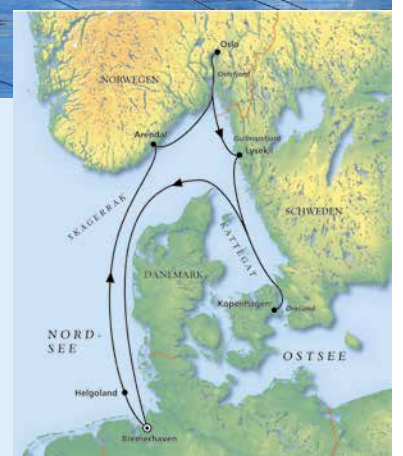 Oslo
Oslofjord
NORWEGEN
Arendal
Gullmarsfjord
Lysekil
SKAGERRAK
SCHWEDEN
KATTEGAT
DÄNEMARK
Kopenhagen
Øresund
NORD-
SEE
OSTSEE
Helgoland
Bremerhaven